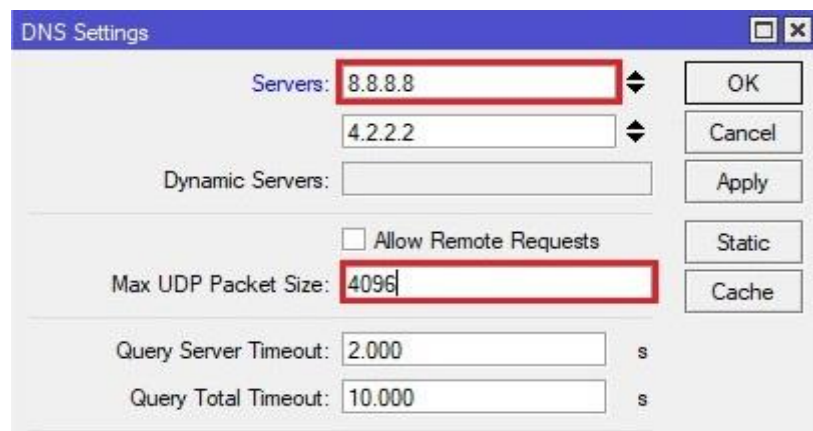 DNS Settings
Servers: 8.8.8.8 OK
4.2.2.2 Cancel
Dynamic Servers: Apply
Allow Remote Requests Static
Max UDP Packet Size: 4096 Cache
Query Server Timeout: 2.000 s
Query Total Timeout: 10.000 s